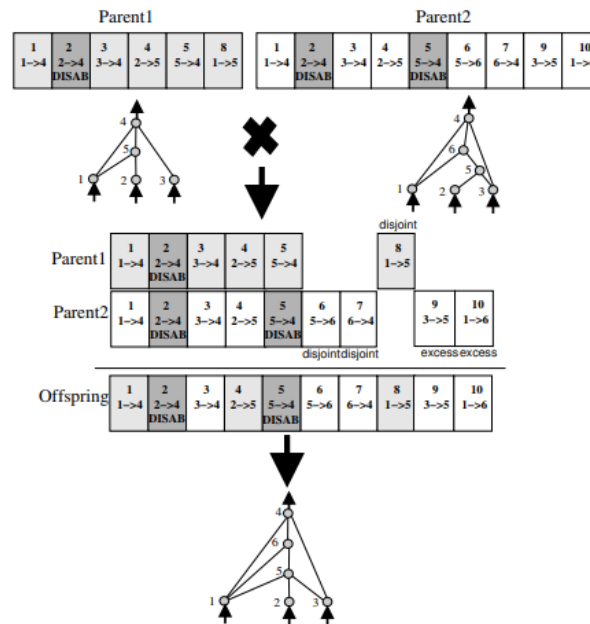 Parent1 Parent2
1 2 3 4 5 8 1 2 3 4 5 6 7 9 10
1->4 2->4 3->4 2->5 5->4 1->5 1->4 2->4 3->4 2->5 5->4 5->6 6->4 3->5
DISAB DISAB DISAB
4 4
5 6
5
1 2 3 1 2 3
disjoint
Parent1 1 2 3 4 5 8
1->4 2->4 3->4 2->5 5->4 1->5
DISAB
Parent2 1 2 3 4 5 6 7 9 10
1->4 2->4 3->4 2->5 5->4 5->6 6->4 3->5 1->6
DISAB DISAB
disjoint disjoint excess excess
Offspring 1 2 3 4 5 6 7 8 9 10
1->4 2->4 3->4 2->5 5->4 5->6 6->4 1->5 3->5 1->6
DISAB DISAB
4
6
5
1 2 3